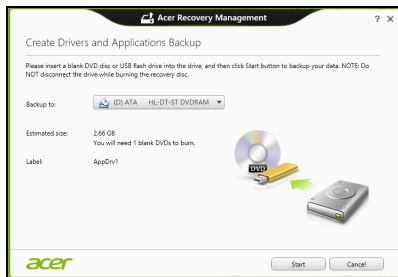 Acer Recovery Management
? X
Create Drivers and Applications Backup
Please insert a blank DVD disc or USB flash drive into the drive, and then click Start button to backup your data. NOTE: Do
NOT disconnect the drive while burning the recovery disc.
Backup to:
(D) ATA HL-DT-ST DVDRAM
Estimated size:
2.66 GB
You will need 1 blank DVDs to burn.
Label:
AppDrv1
DVD
acer
Start
Cancel